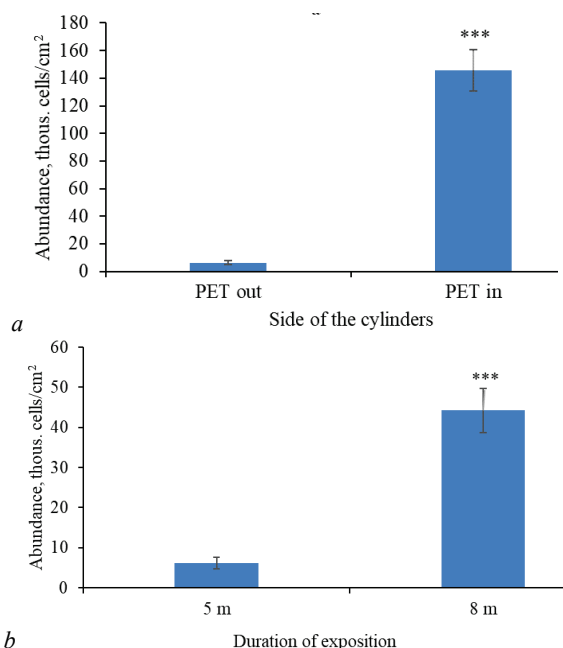 Abundance, thous. cells/cm²
180
160
140
120
100
80
60
40
20
0
***
PET out
PET in
Side of the cylinders
a
Abundance, thous. cells/cm²
60
50
40
30
20
10
0
***
5 m
8 m
Duration of exposition
b